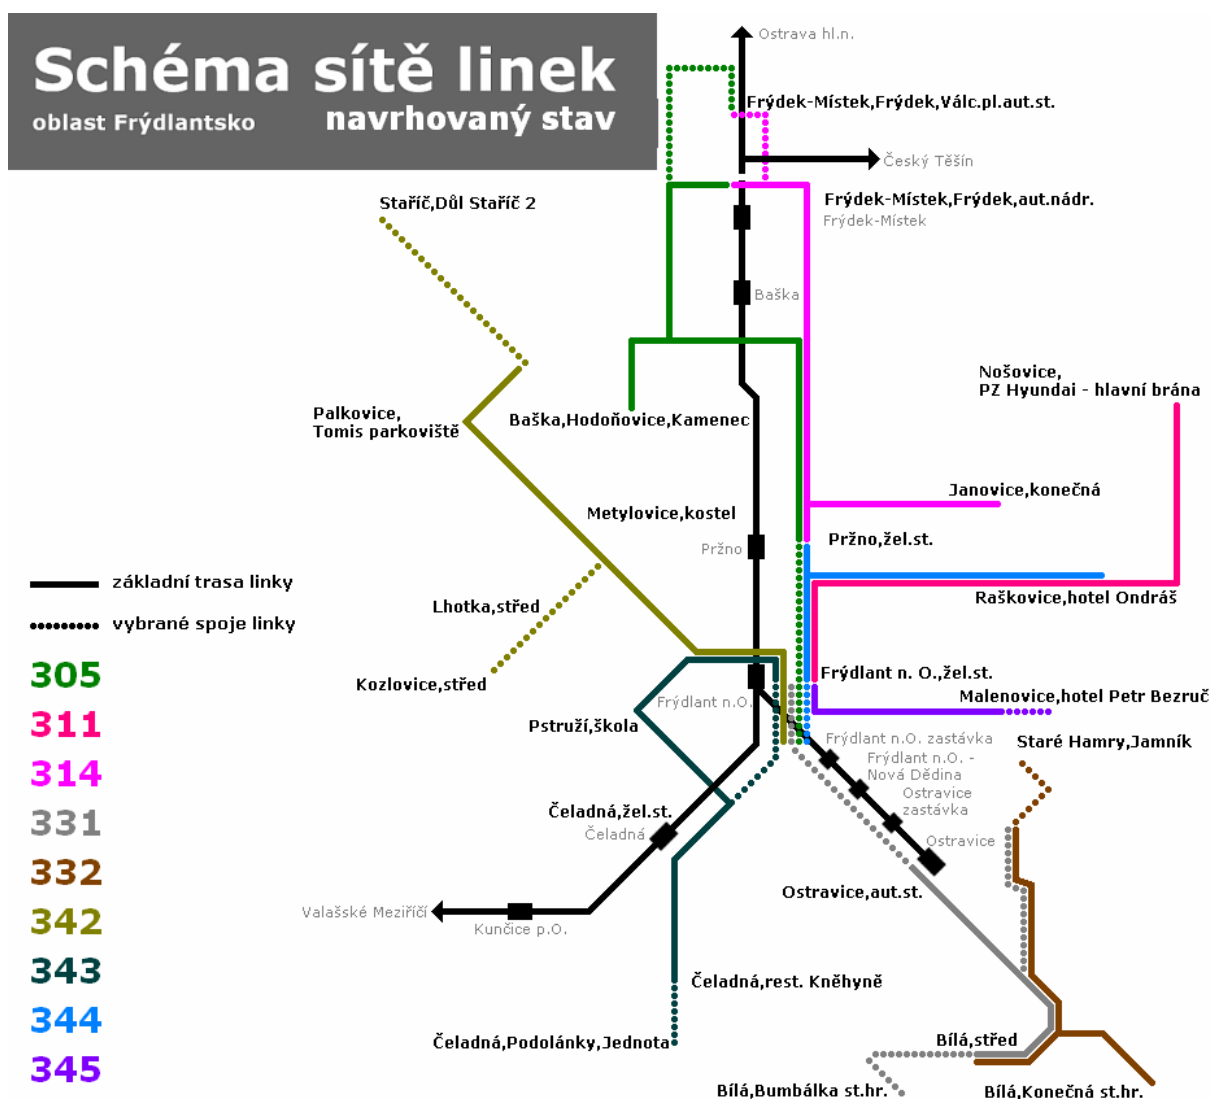 Schéma sítě linek
oblast Frýdlantsko
navrhovaný stav
Ostrava hl.n.
Frýdek-Místek,Frýdek,Válc.pl.aut.st.
Český Těšín
Staříč,Důl Staříč 2
Frýdek-Místek,Frýdek,aut.nádr.
Frýdek-Místek
Baška
Nošovice,
PZ Hyundai - hlavní brána
Palkovice,
Tomis parkoviště
Baška,Hodoňovice,Kamenec
Janovice,konečná
Metylovice,kostel
Pržno,žel.st.
Pržno
základní trasa linky
Raškovice,hotel Ondráš
Lhotka,střed
vybrané spoje linky
305
311
314
331
332
342
343
344
345
Kozlovice,střed
Frýdlant n. O.,žel.st.
Frýdlant n.O.
Malenovice,hotel Petr Bezruč
Pstruží,škola
Frýdlant n.O. zastávka
Staré Hamry,Jamník
Frýdlant n.O. -
Nová Dědina
Ostravice
zastávka
Čeladná,žel.st.
Čeladná
Ostravice
Ostravice,aut.st.
Valašské Meziříčí
Kunčice p.O.
Čeladná,rest. Kněhyně
Čeladná,Podolánky,Jednota
Bílá,střed
Bílá,Bumbálka st.hr.
Bílá,Konečná st.hr.